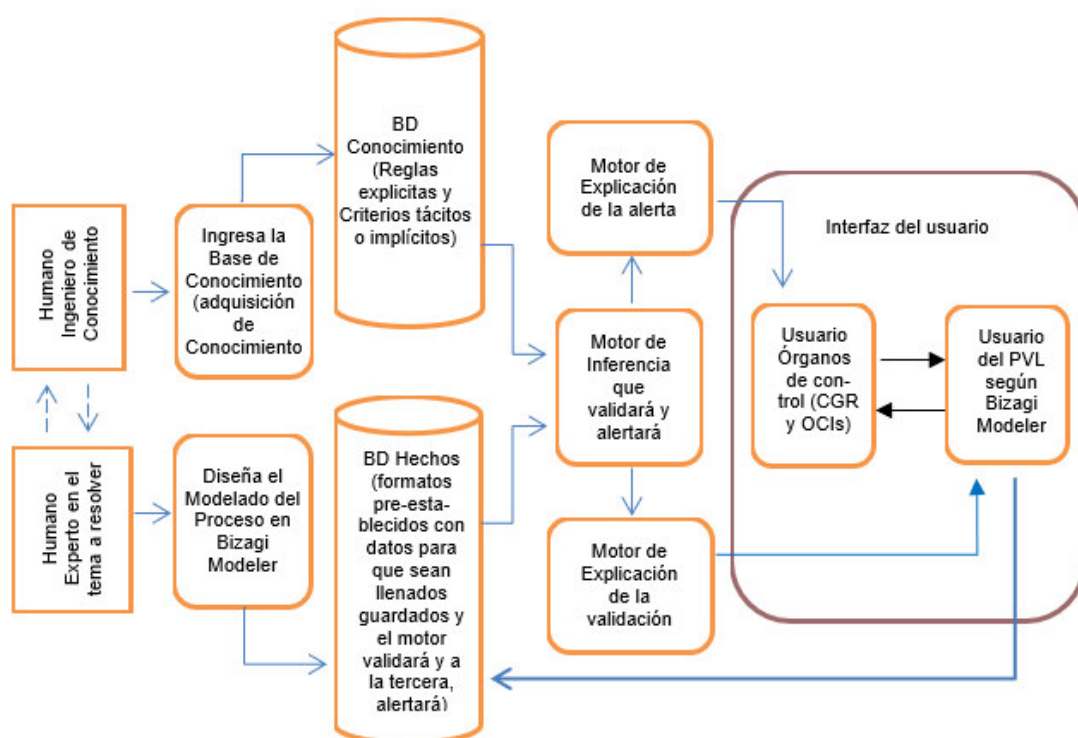 Humano
Ingeniero de
Conocimiento
Humano
Experto en el
tema a resolver
Ingresa la
Base de
Conocimiento
(adquisición
de
Conocimiento
Diseña el
Modelado del
Proceso en
Bizagi
Modeler
BD
Conocimiento
(Reglas
explicitas y
Criterios tácitos
o implícitos)
BD Hechos
(formatos
pre-esta-
blecidos con
datos para
que sean
llenados
guardados y
el motor
validará y a
la tercera,
alertará)
Motor de
Explicación
de la alerta
Motor de
Inferencia
que
validará y
alertará
Motor de
Explicación
de la
validación
Interfaz del usuario
Usuario
Órganos
de con-
trol (CGR
y OCIs)
Usuario
del PVL
según
Bizagi
Modeler